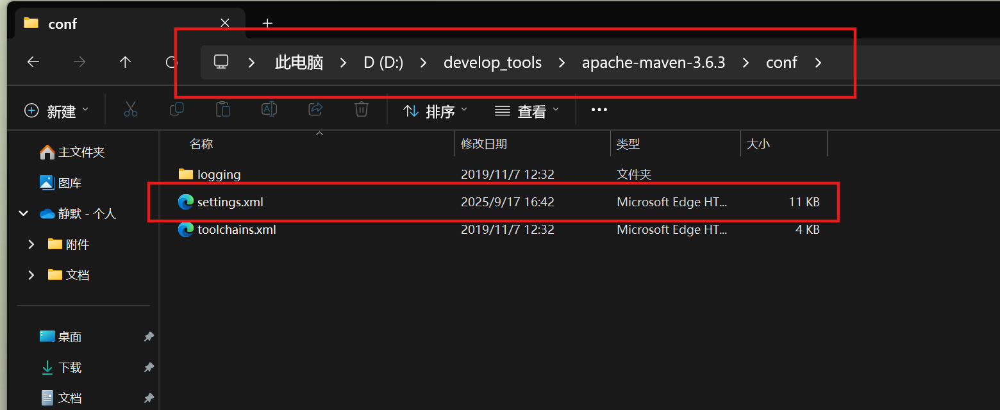 conf
此电脑 D (D:) develop_tools apache-maven-3.6.3 conf
新建 排序 查看
名称 修改日期 类型 大小
主文件夹
图库
静默 - 个人
附件
文档
桌面
下载
文档
logging 2019/11/7 12:32 文件夹
settings.xml 2025/9/17 16:42 Microsoft Edge HT... 11 KB
toolchains.xml 2019/11/7 12:32 Microsoft Edge HT... 4 KB